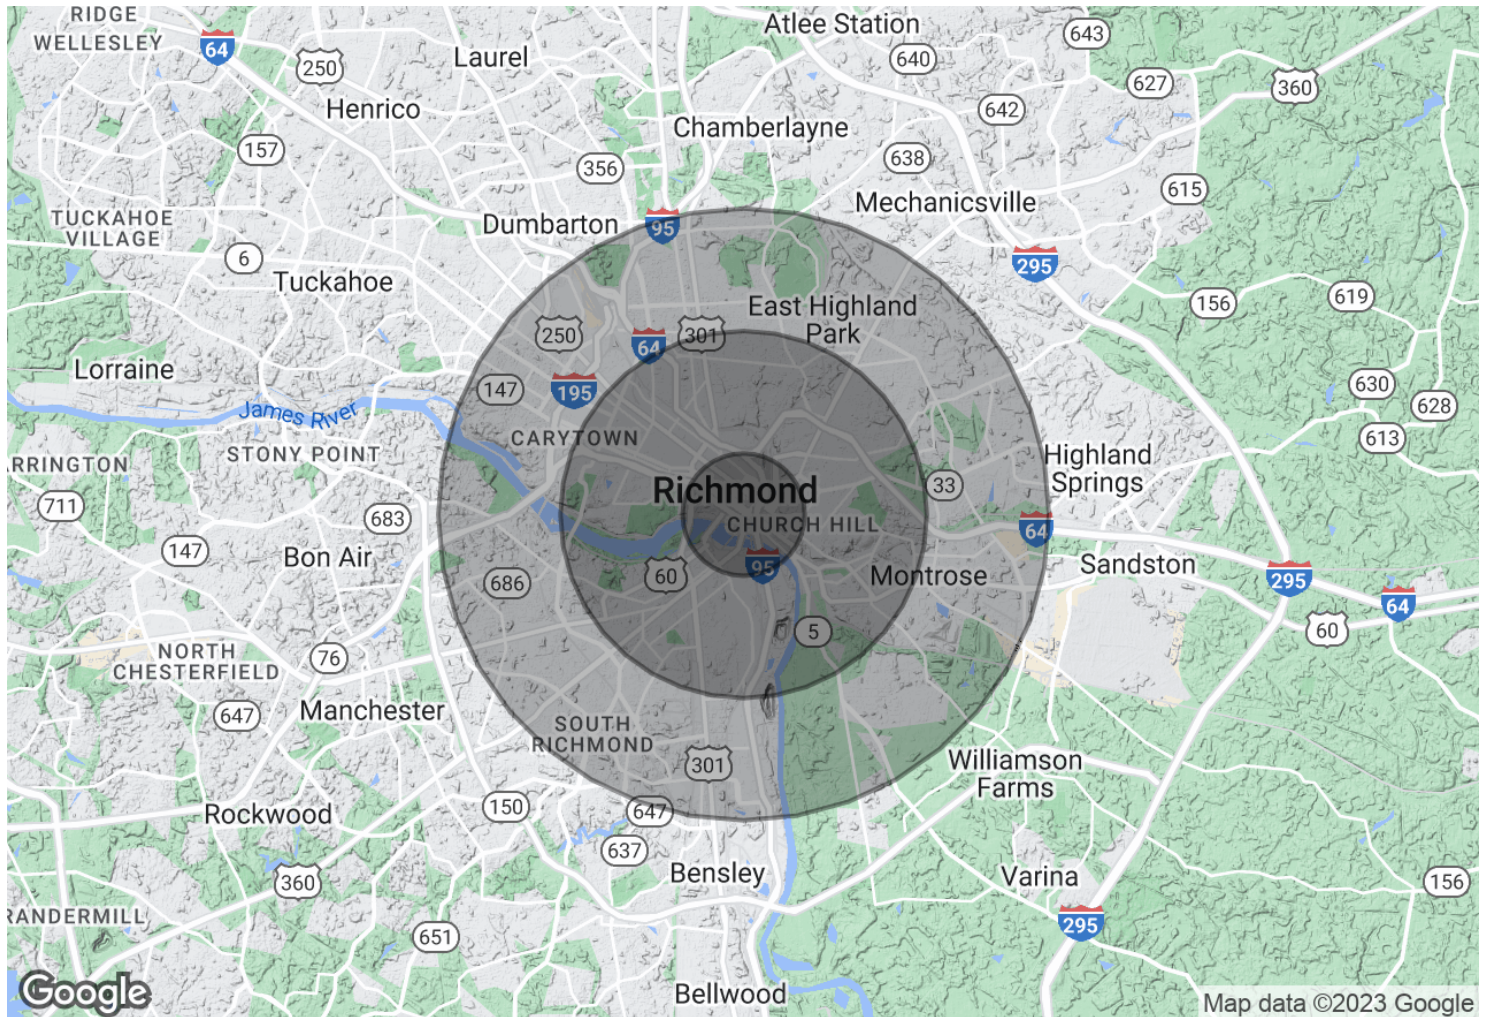 RIDGE
WELLESLEY
64
250
Laurel
Atlee Station
643
640
627
360
642
Henrico
157
Chamberlayne
356
638
615
Mechanicsville
TUCKAHOE
VILLAGE
Dumbarton
95
6
295
Tuckahoe
156
619
East Highland
Park
250
64
301
Lorraine
147
195
630
628
James River
CARYTOWN
613
STONY POINT
ARRINGTON
Highland
Springs
711
33
Richmond
683
CHURCH HILL
64
147
Bon Air
95
60
Montrose
Sandston
295
686
64
5
60
NORTH
CHESTERFIELD
76
647
Manchester
SOUTH
RICHMOND
301
Williamson
Farms
Rockwood
150
647
637
360
Bensley
Varina
156
RANDERMILL
651
295
Google
Bellwood
Map data ©2023 Google